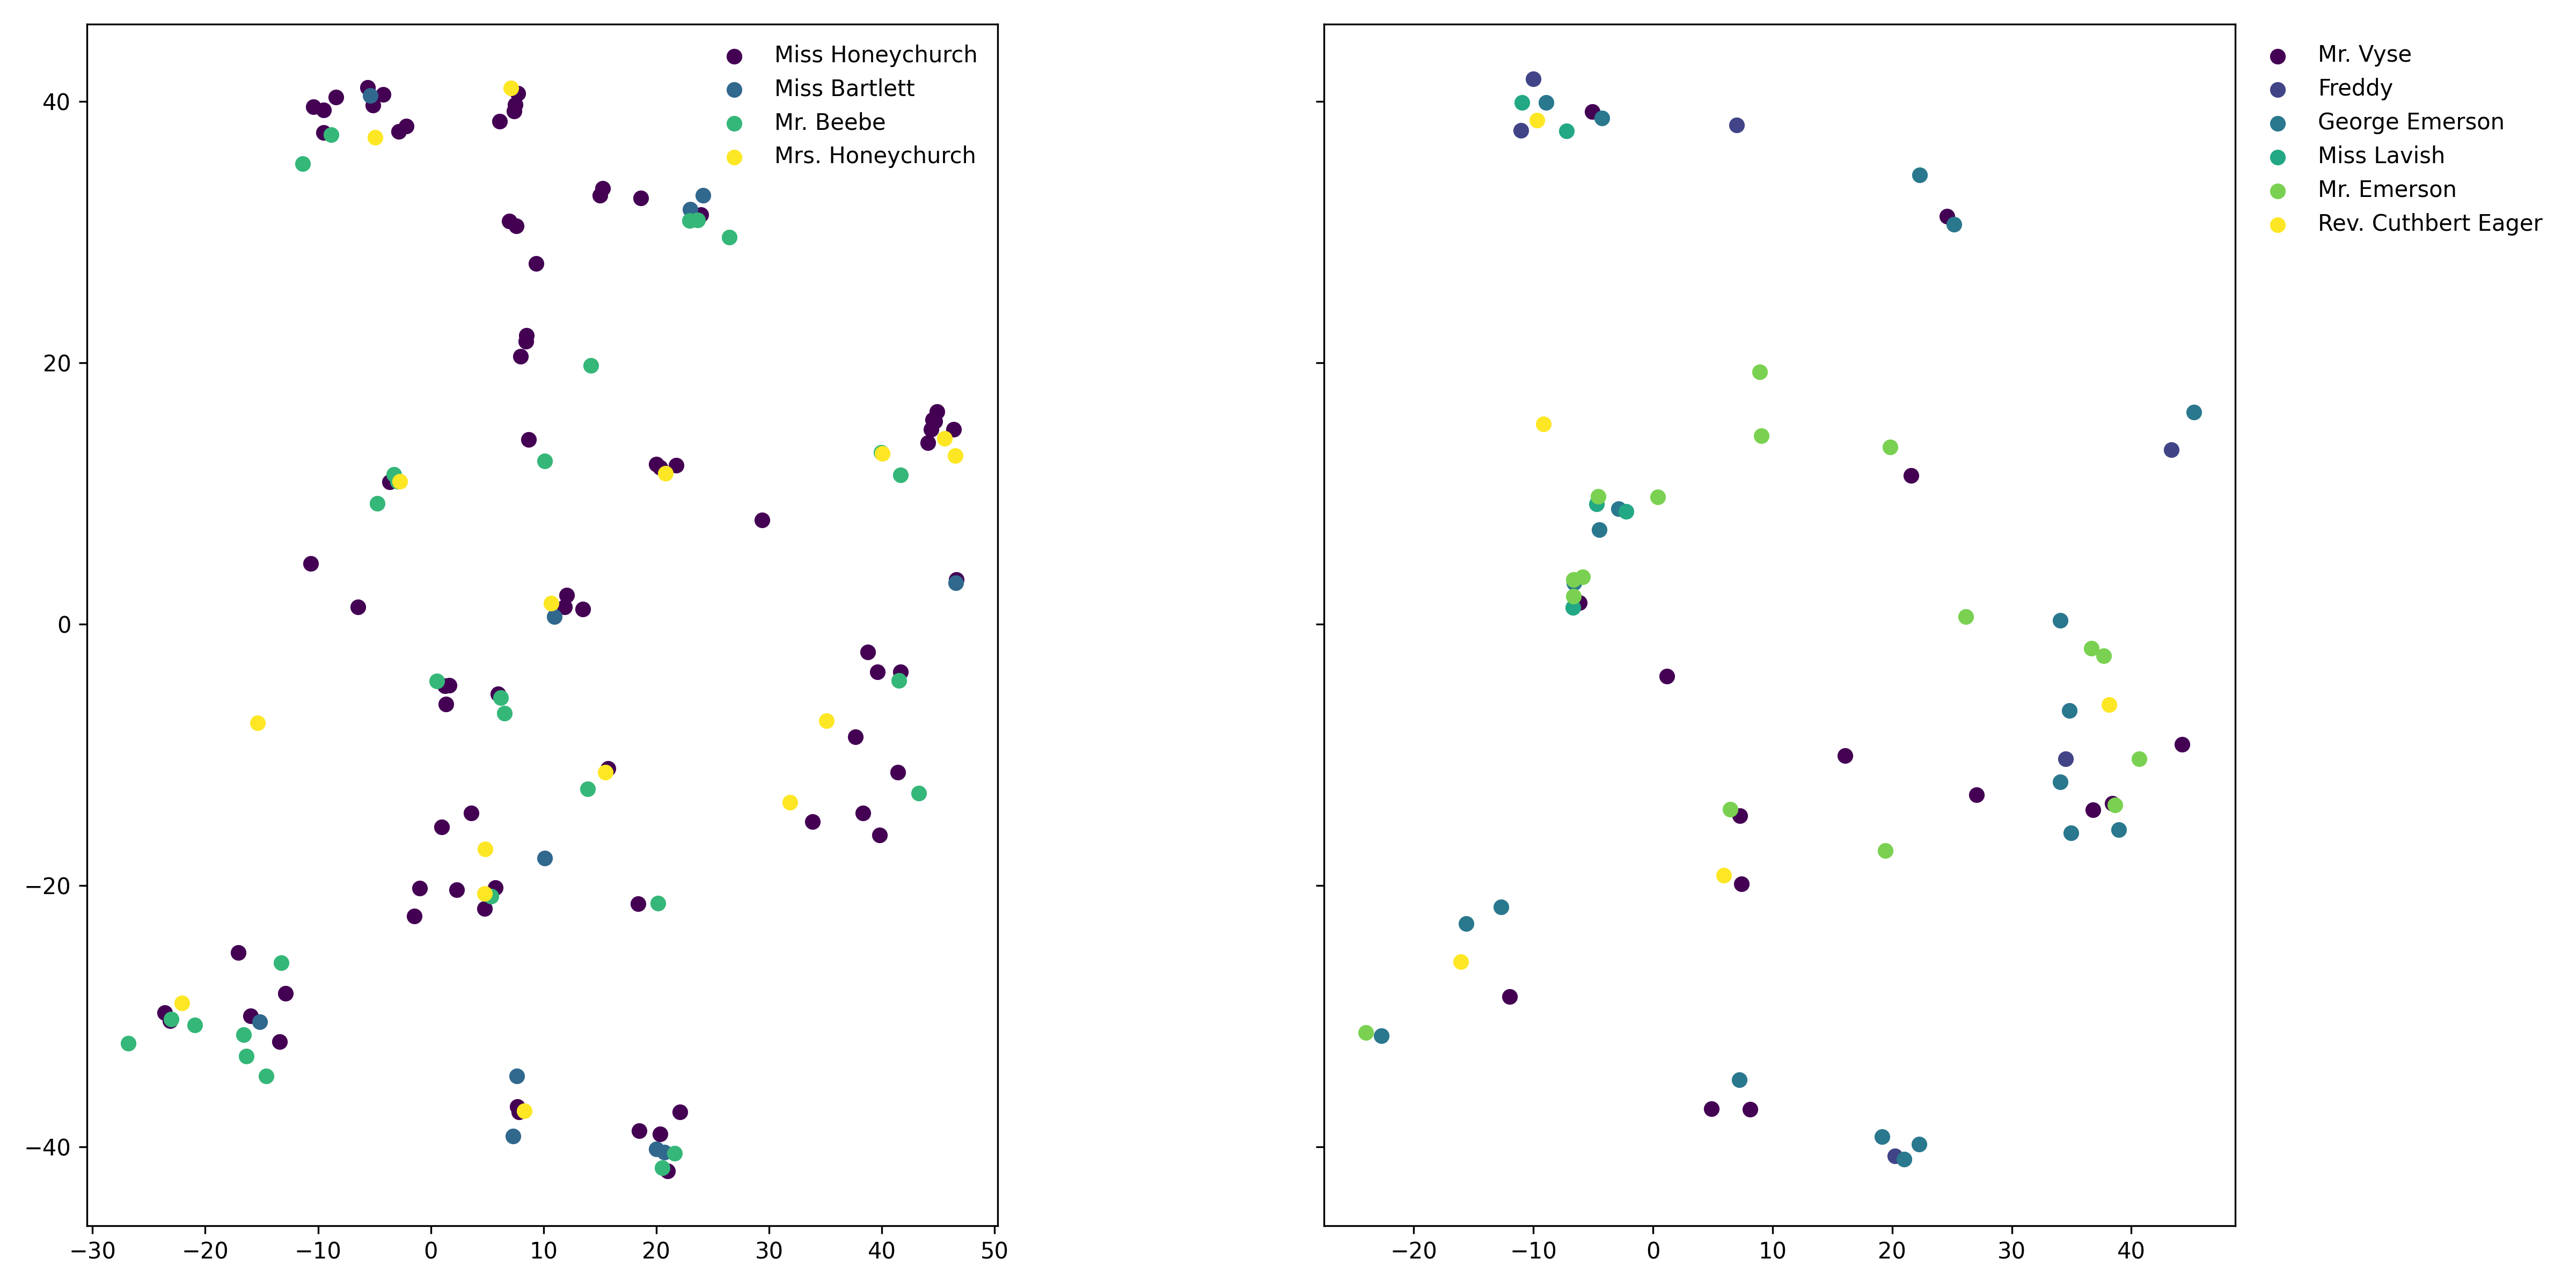 Miss Honeychurch
Miss Bartlett
Mr. Beebe
Mrs. Honeychurch
40
20
0
−20
−40
−30 −20 −10 0 10 20 30 40 50
Mr. Vyse
Freddy
George Emerson
Miss Lavish
Mr. Emerson
Rev. Cuthbert Eager
−20 −10 0 10 20 30 40